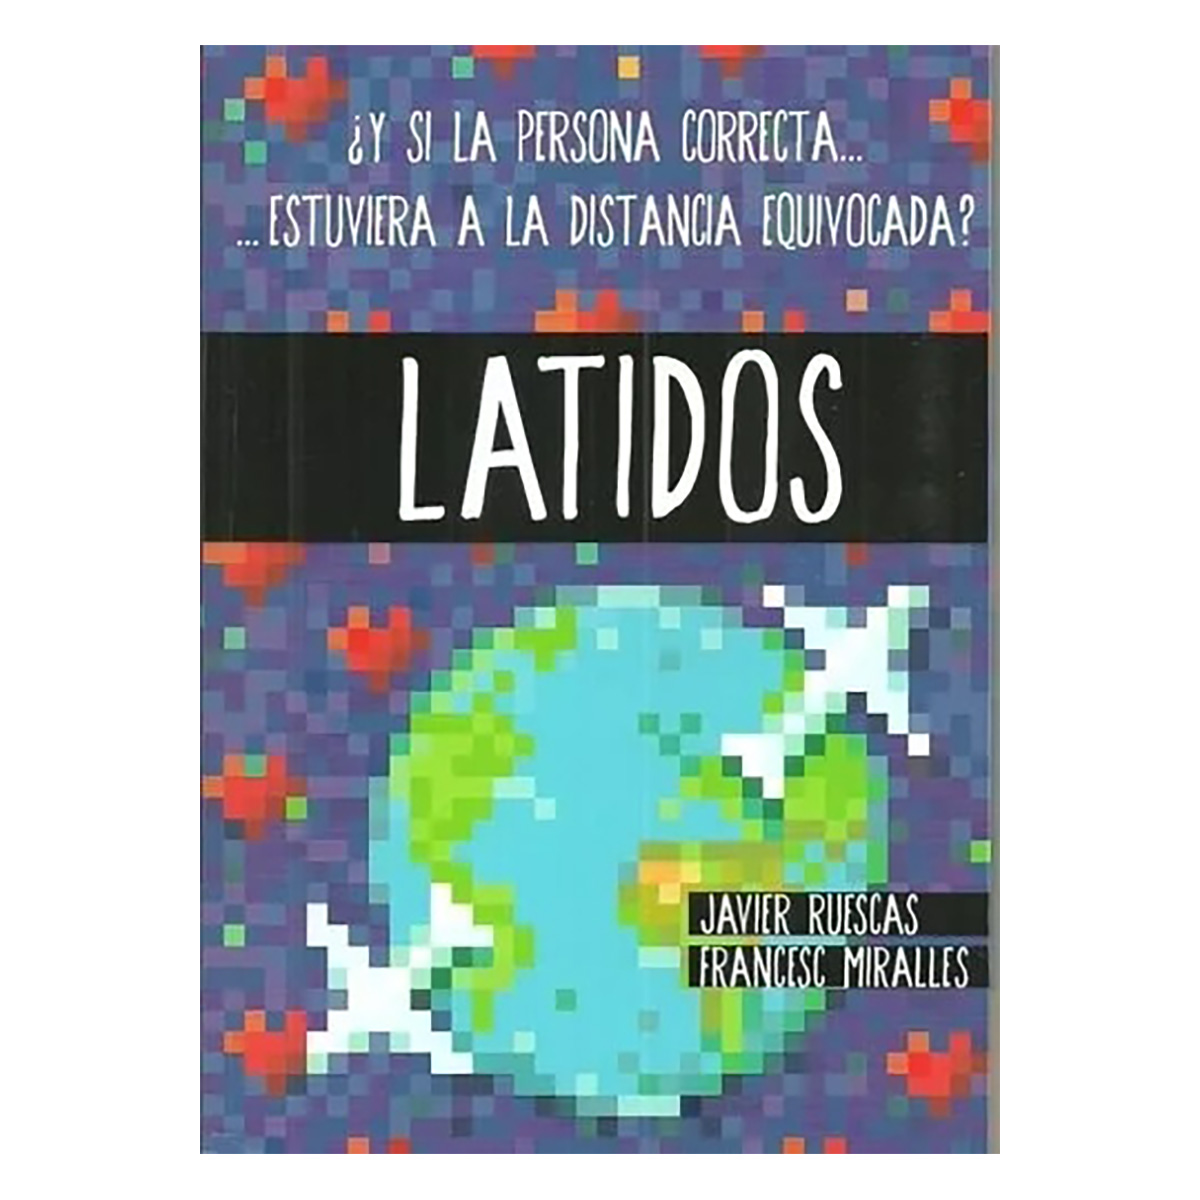 ¿Y SI LA PERSONA CORRECTA...
... ESTUVIERA A LA DISTANCIA EQUIVOCADA?
LATIDOS
JAVIER RUESCAS
FRANCESC MIRALLES